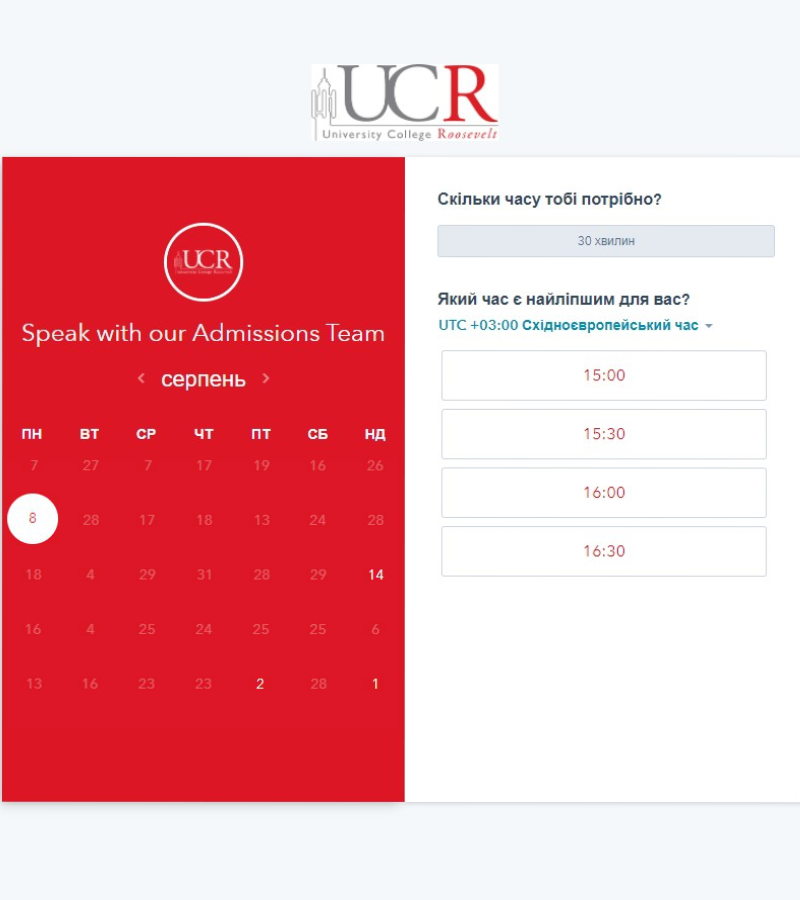 UCR
University College Roosevelt
UCR
University College Roosevelt
Speak with our Admissions Team
серпень
ПН ВТ СР ЧТ ПТ СБ НД
7 27 7 17 19 16 26
8 28 17 18 13 24 28
18 4 29 31 28 29 14
16 4 25 24 25 25 6
13 16 23 23 2 28 1
Скільки часу тобі потрібно?
30 хвилин
Який час є найліпшим для вас?
UTC +03:00 Східноєвропейський час
15:00
15:30
16:00
16:30